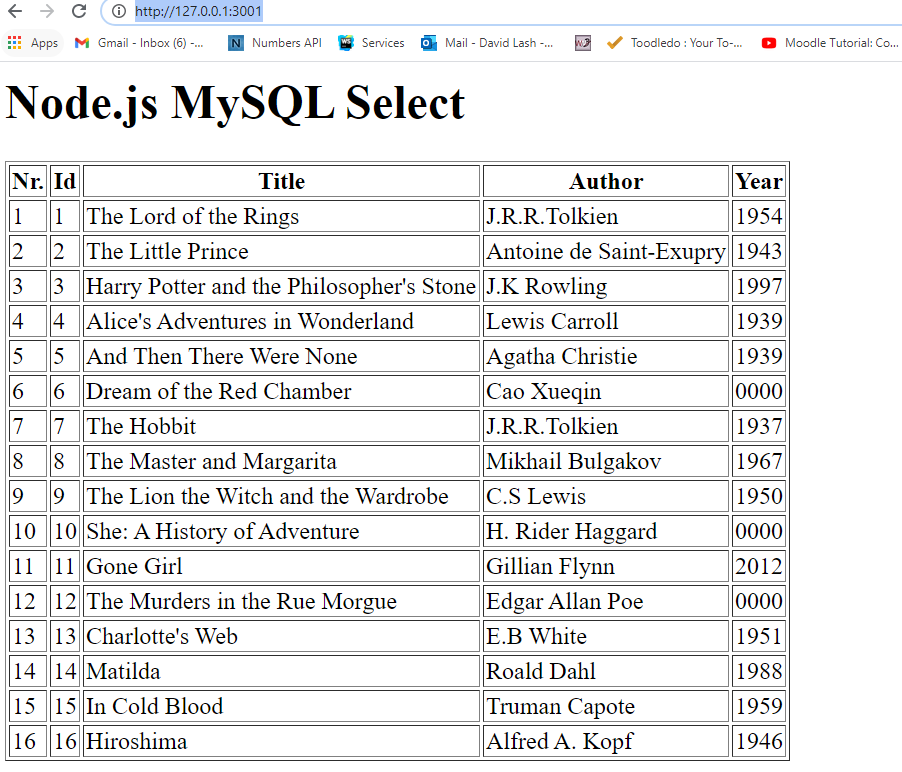 http://127.0.0.1:3001
Apps Gmail - Inbox (6) -... N Numbers API Services Mail - David Lash -... Toodledo : Your To-... Moodle Tutorial: Co...
Node.js MySQL Select
Nr. Id Title Author Year
1 1 The Lord of the Rings J.R.R.Tolkien 1954
2 2 The Little Prince Antoine de Saint-Exupry 1943
3 3 Harry Potter and the Philosopher's Stone J.K Rowling 1997
4 4 Alice's Adventures in Wonderland Lewis Carroll 1939
5 5 And Then There Were None Agatha Christie 1939
6 6 Dream of the Red Chamber Cao Xueqin 0000
7 7 The Hobbit J.R.R.Tolkien 1937
8 8 The Master and Margarita Mikhail Bulgakov 1967
9 9 The Lion the Witch and the Wardrobe C.S Lewis 1950
10 10 She: A History of Adventure H. Rider Haggard 0000
11 11 Gone Girl Gillian Flynn 2012
12 12 The Murders in the Rue Morgue Edgar Allan Poe 0000
13 13 Charlotte's Web E.B White 1951
14 14 Matilda Roald Dahl 1988
15 15 In Cold Blood Truman Capote 1959
16 16 Hiroshima Alfred A. Kopf 1946